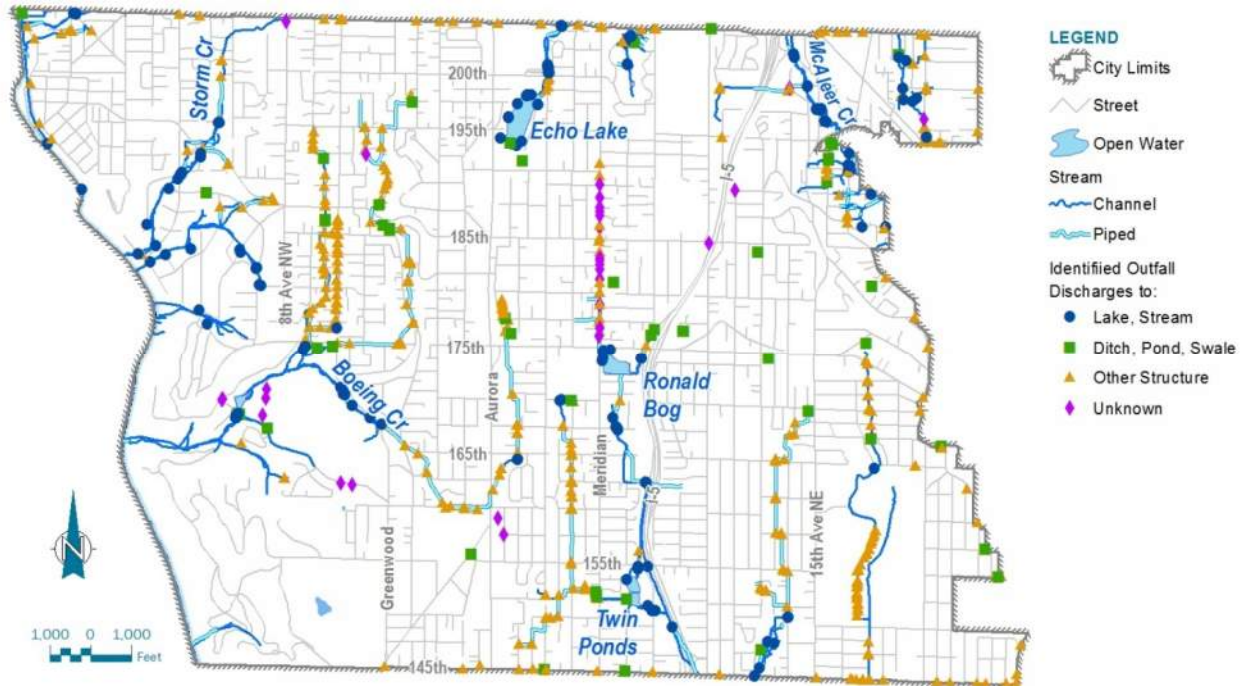 Storm Cr
McAleer Cr
200th
195th
Echo Lake
I-5
185th
8th Ave NW
175th
Boeing Cr
Aurora
Ronald
Bog
165th
Meridian
I-5
15th Ave NE
Greenwood
155th
Twin
Ponds
145th
N
1,000 0 1,000
Feet
LEGEND
City Limits
Street
Open Water
Stream
Channel
Piped
Identifiied Outfall
Discharges to:
Lake, Stream
Ditch, Pond, Swale
Other Structure
Unknown